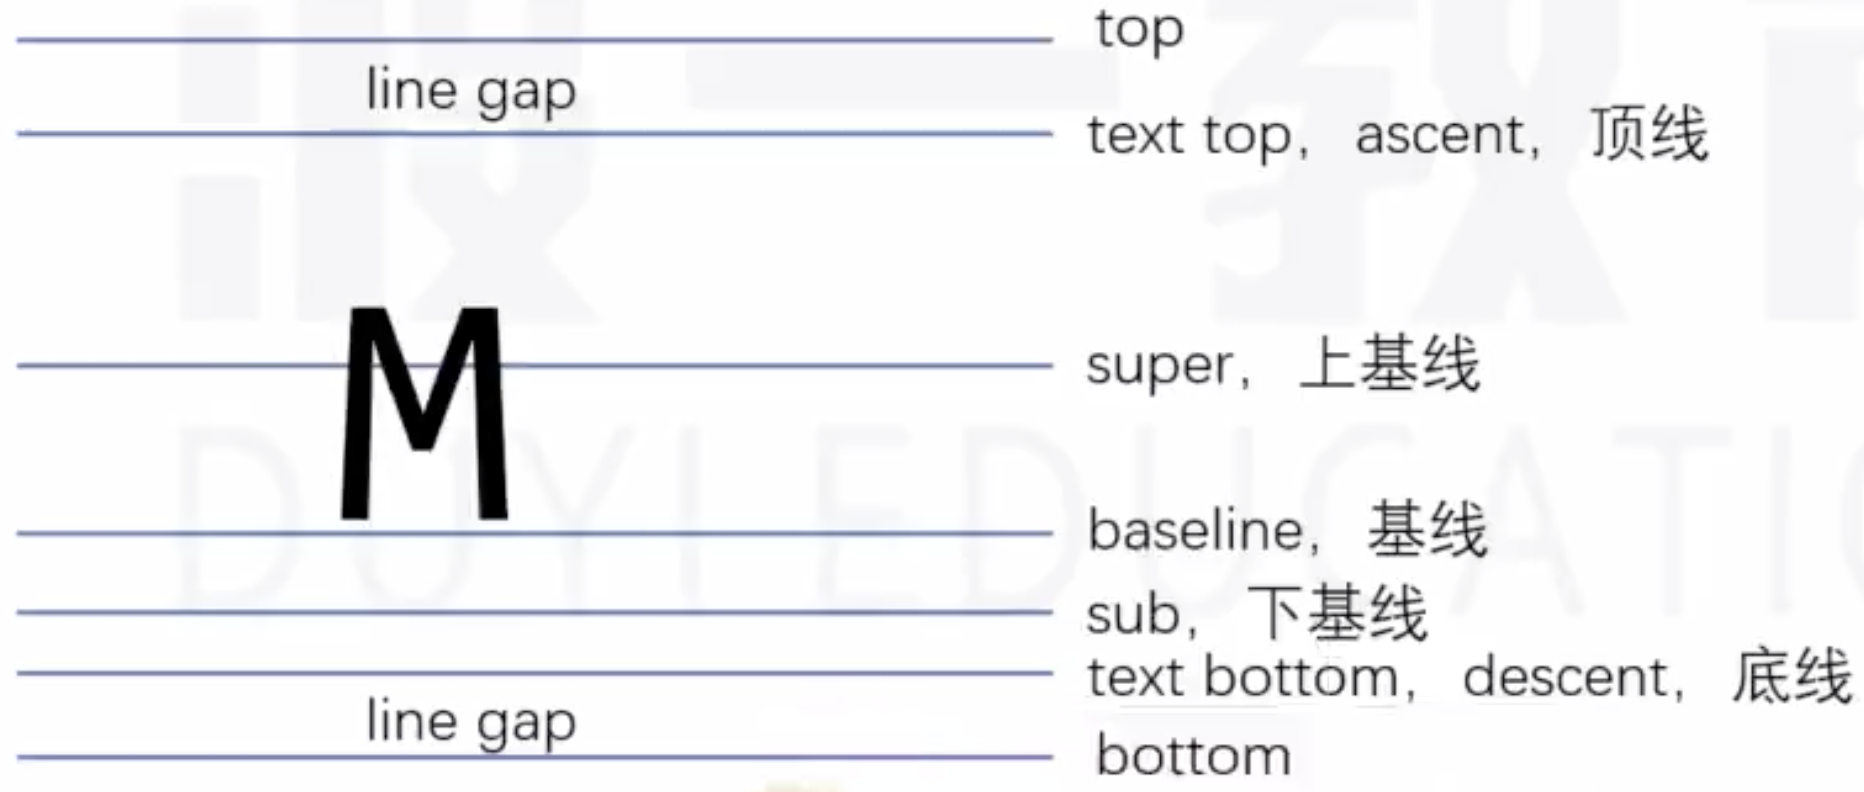 top
line gap
text top, ascent, 顶线
M
super, 上基线
baseline, 基线
sub, 下基线
text bottom, descent, 底线
line gap
bottom
DUYI EDUCATI